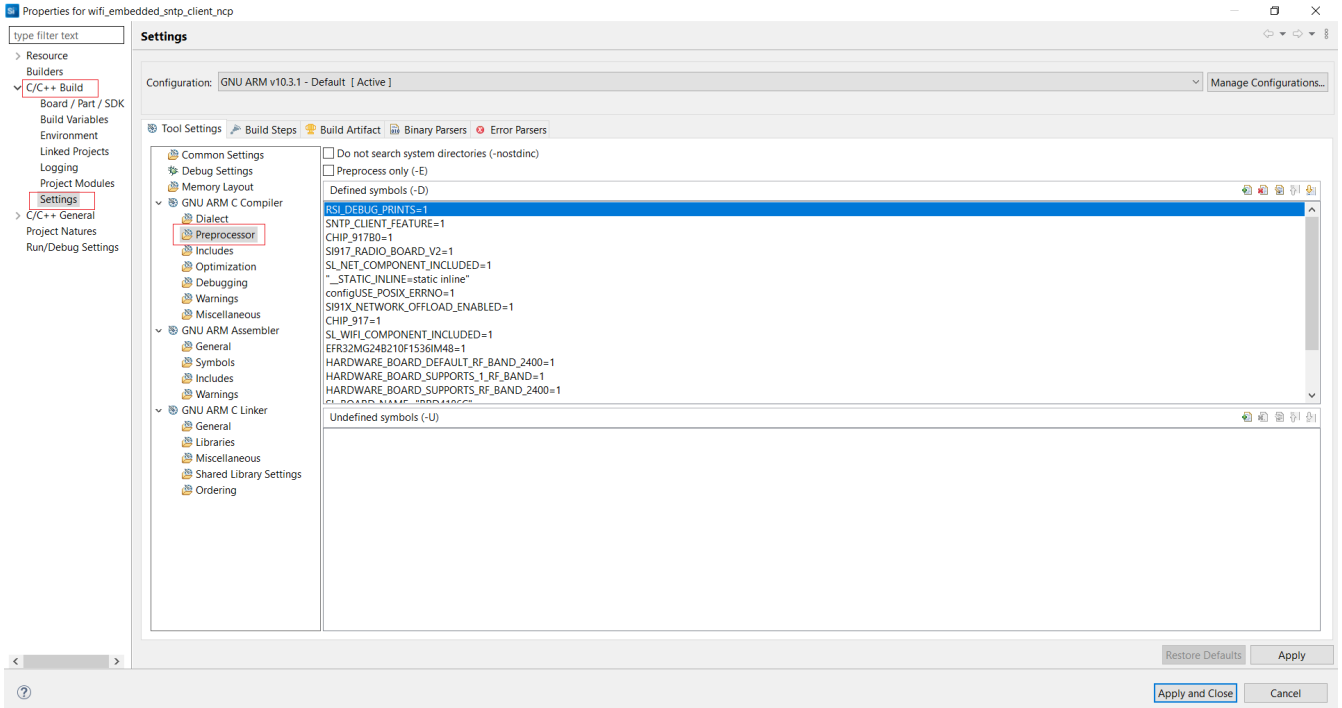 Si Properties for wifi_embedded_sntp_client_ncp
type filter text
Settings
Resource
Builders
C/C++ Build
Board / Part / SDK
Build Variables
Environment
Linked Projects
Logging
Project Modules
Settings
C/C++ General
Project Natures
Run/Debug Settings
Configuration: GNU ARM v10.3.1 - Default [ Active ] Manage Configurations...
Tool Settings Build Steps Build Artifact Binary Parsers Error Parsers
Common Settings
Debug Settings
Memory Layout
GNU ARM C Compiler
Dialect
Preprocessor
Includes
Optimization
Debugging
Warnings
Miscellaneous
GNU ARM Assembler
General
Symbols
Includes
Warnings
GNU ARM C Linker
General
Libraries
Miscellaneous
Shared Library Settings
Ordering
Do not search system directories (-nostdinc)
Preprocess only (-E)
Defined symbols (-D)
RSI_DEBUG_PRINTS=1
SNTP_CLIENT_FEATURE=1
CHIP_917B0=1
SI917_RADIO_BOARD_V2=1
SL_NET_COMPONENT_INCLUDED=1
"__STATIC_INLINE=static inline"
configUSE_POSIX_ERRNO=1
SI91X_NETWORK_OFFLOAD_ENABLED=1
CHIP_917=1
SL_WIFI_COMPONENT_INCLUDED=1
EFR32MG24B210F1536IM48=1
HARDWARE_BOARD_DEFAULT_RF_BAND_2400=1
HARDWARE_BOARD_SUPPORTS_1_RF_BAND=1
HARDWARE_BOARD_SUPPORTS_RF_BAND_2400=1
Undefined symbols (-U)
Restore Defaults Apply
? Apply and Close Cancel